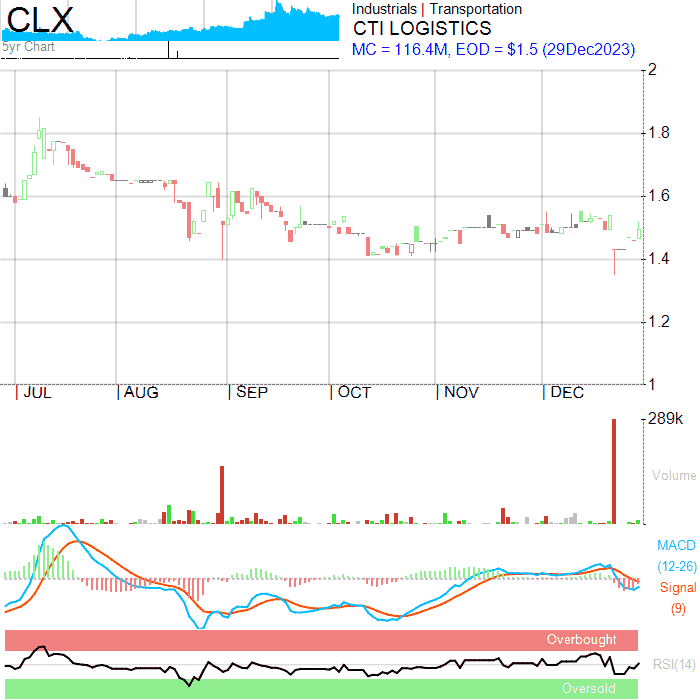 CLX
5yr Chart
Industrials | Transportation
CTI LOGISTICS
MC = 116.4M, EOD = $1.5 (29Dec2023)
2
1.8
1.6
1.4
1.2
1
JUL
AUG
SEP
OCT
NOV
DEC
289k
Volume
MACD
(12-26)
Signal
(9)
Overbought
RSI(14)
Oversold